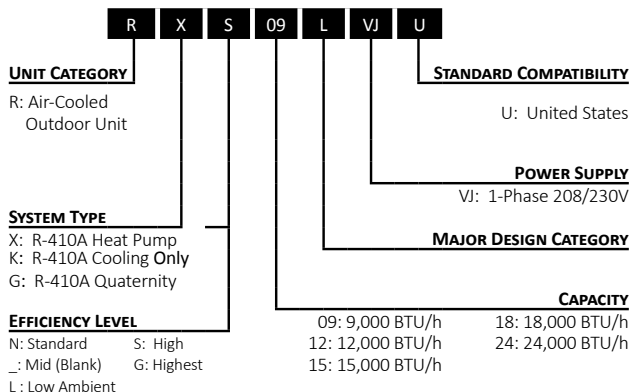 R X S 09 L VJ U
UNIT CATEGORY
R: Air-Cooled
Outdoor Unit
STANDARD COMPATIBILITY
U: United States
POWER SUPPLY
VJ: 1-Phase 208/230V
SYSTEM TYPE
X: R-410A Heat Pump
K: R-410A Cooling Only
G: R-410A Quaternity
MAJOR DESIGN CATEGORY
EFFICIENCY LEVEL
N: Standard S: High
_: Mid (Blank) G: Highest
L : Low Ambient
CAPACITY
09: 9,000 BTU/h 18: 18,000 BTU/h
12: 12,000 BTU/h 24: 24,000 BTU/h
15: 15,000 BTU/h